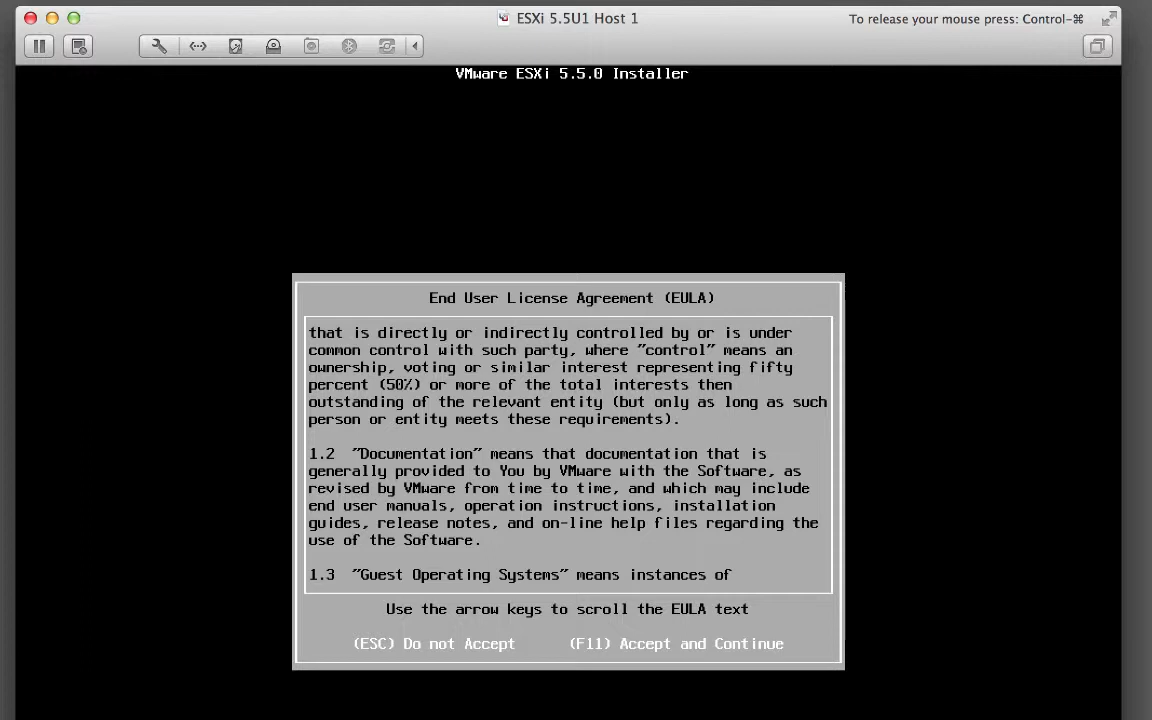 ESXi 5.5U1 Host 1
To release your mouse press: Control-⌘
VMware ESXi 5.5.0 Installer
End User License Agreement (EULA)
that is directly or indirectly controlled by or is under
common control with such party, where "control" means an
ownership, voting or similar interest representing fifty
percent (50%) or more of the total interests then
outstanding of the relevant entity (but only as long as such
person or entity meets these requirements).
1.2 "Documentation" means that documentation that is
generally provided to You by VMware with the Software, as
revised by VMware from time to time, and which may include
end user manuals, operation instructions, installation
guides, release notes, and on-line help files regarding the
use of the Software.
1.3 "Guest Operating Systems" means instances of
Use the arrow keys to scroll the EULA text
(ESC) Do not Accept (F11) Accept and Continue